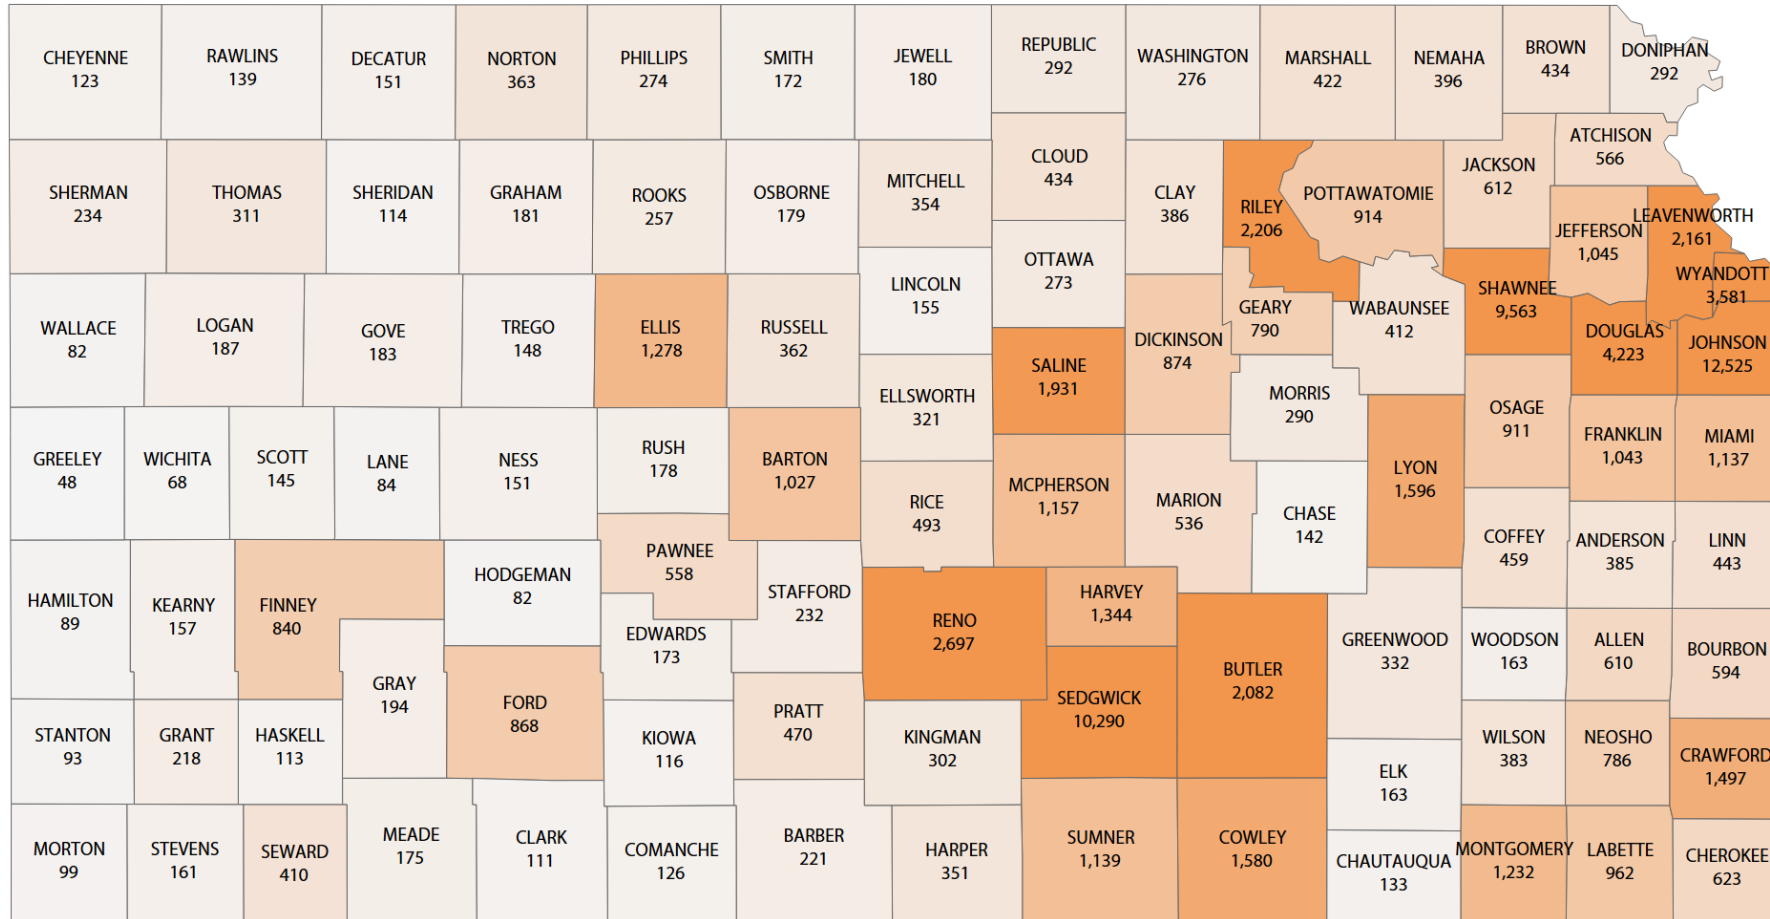 CHEYENNE
123
RAWLINS
139
DECATUR
151
NORTON
363
PHILLIPS
274
SMITH
172
JEWELL
180
REPUBLIC
292
WASHINGTON
276
MARSHALL
422
NEMAHA
396
BROWN
434
DONIPHAN
292
SHERMAN
234
THOMAS
311
SHERIDAN
114
GRAHAM
181
ROOKS
257
OSBORNE
179
MITCHELL
354
CLOUD
434
CLAY
386
RILEY
2,206
POTTAWATOMIE
914
JACKSON
612
ATCHISON
566
JEFFERSON
1,045
LEAVENWORTH
2,161
WYANDOTT
3,581
WALLACE
82
LOGAN
187
GOVE
183
TREGO
148
ELLIS
1,278
RUSSELL
362
LINCOLN
155
OTTAWA
273
SALINE
1,931
DICKINSON
874
GEARY
790
WABAUNSEE
412
SHAWNEE
9,563
DOUGLAS
4,223
JOHNSON
12,525
ELLSWORTH
321
MORRIS
290
OSAGE
911
FRANKLIN
1,043
MIAMI
1,137
GREELEY
48
WICHITA
68
SCOTT
145
LANE
84
NESS
151
RUSH
178
BARTON
1,027
RICE
493
MCPHERSON
1,157
MARION
536
CHASE
142
LYON
1,596
COFFEY
459
ANDERSON
385
LINN
443
HAMILTON
89
KEARNY
157
FINNEY
840
HODGEMAN
82
PAWNEE
558
STAFFORD
232
EDWARDS
173
RENO
2,697
HARVEY
1,344
BUTLER
2,082
GREENWOOD
332
WOODSON
163
ALLEN
610
BOURBON
594
GRAY
194
FORD
868
SEDGWICK
10,290
STANTON
93
GRANT
218
HASKELL
113
KIOWA
116
PRATT
470
KINGMAN
302
ELK
163
WILSON
383
NEOSHO
786
CRAWFORD
1,497
MORTON
99
STEVENS
161
SEWARD
410
MEADE
175
CLARK
111
COMANCHE
126
BARBER
221
HARPER
351
SUMNER
1,139
COWLEY
1,580
CHAUTAUQUA
133
MONTGOMERY
1,232
LABETTE
962
CHEROKEE
623